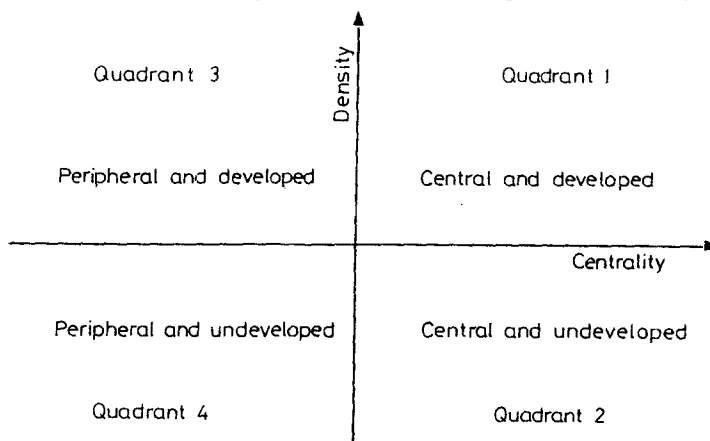 Quadrant 3
Density
Quadrant 1
Peripheral and developed
Central and developed
Centrality
Peripheral and undeveloped
Central and undeveloped
Quadrant 4
Quadrant 2